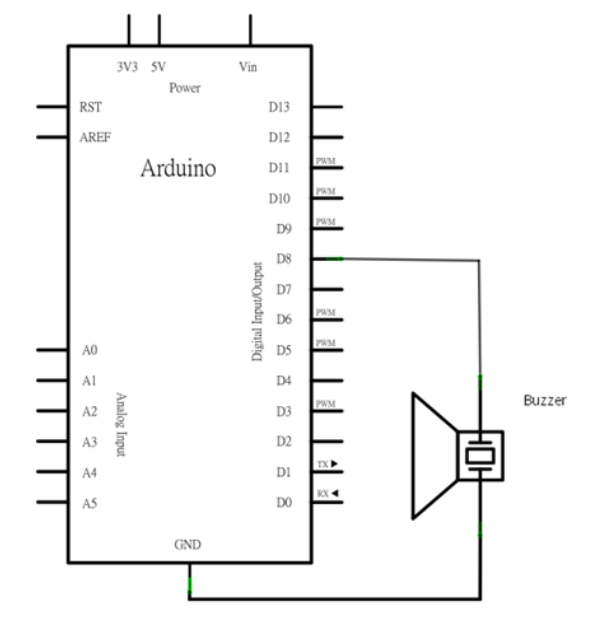 3V3 5V Vin
Power
RST D13
AREF D12
Arduino
D11 PWM
D10 PWM
D9 PWM
D8
D7
Digital Input/Output
D6 PWM
A0 D5 PWM
A1 D4
Analog Input
A2 D3 PWM
A3 D2
A4 D1 TX ▶
A5 D0 RX ◀
GND
Buzzer